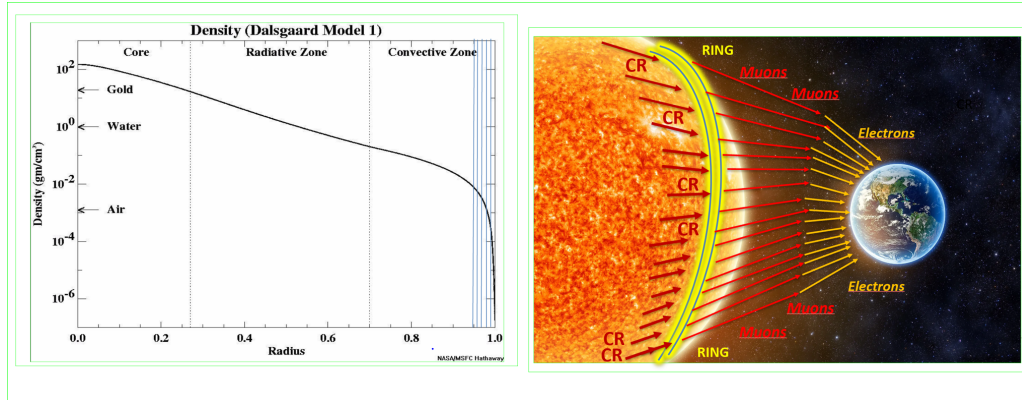 Density (Dalsgaard Model 1)
Core Radiative Zone Convective Zone
10²
Gold
10⁰
Water
10⁻²
Air
10⁻⁴
10⁻⁶
Density (gm/cm³)
0.0 0.2 0.4 0.6 0.8 1.0
Radius
NASA/MSFC Hathaway
RING
CR
Muons
Muons
CR
CR
Electrons
CR
CR
Electrons
Muons
Muons
CR
CR
RING